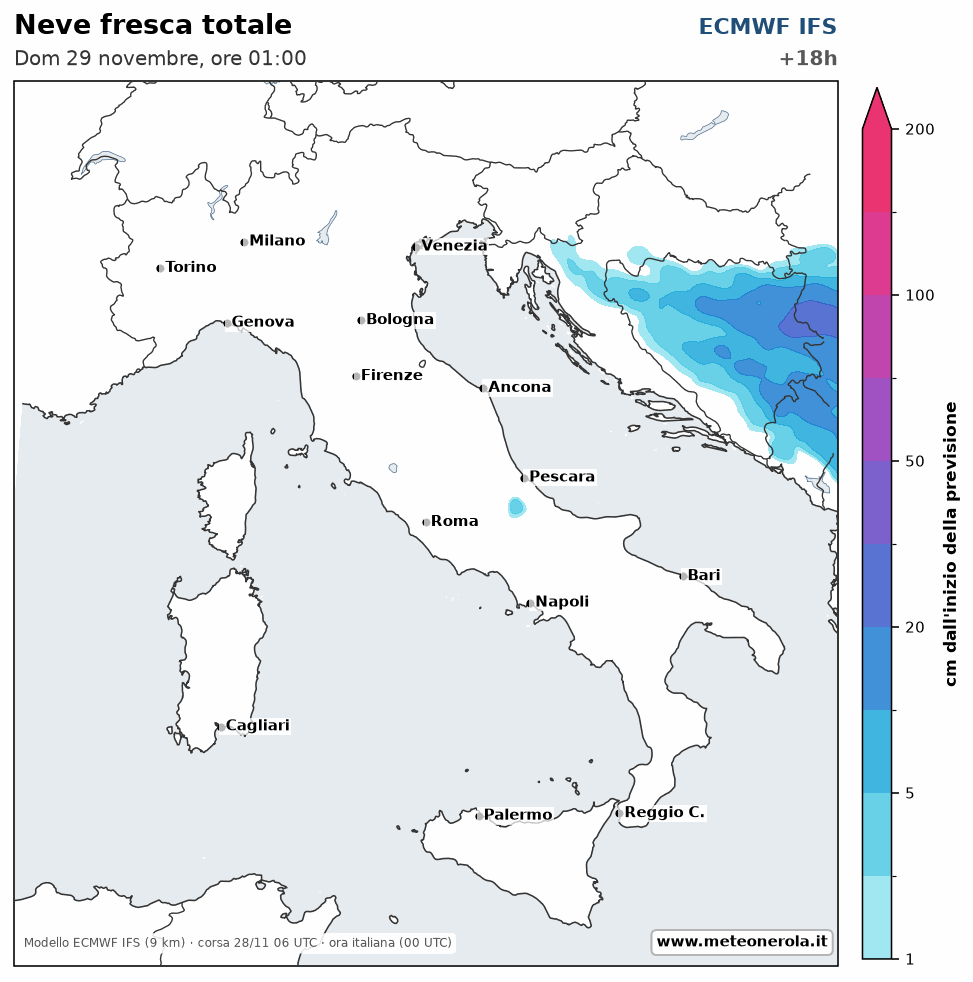 Neve fresca totale
ECMWF IFS
Dom 29 novembre, ore 01:00
+18h
Milano
Venezia
Torino
Genova
Bologna
Firenze
Ancona
Pescara
Roma
Bari
Napoli
Cagliari
Palermo
Reggio C.
200
100
50
20
5
1
cm dall'inizio della previsione
Modello ECMWF IFS (9 km) · corsa 28/11 06 UTC · ora italiana (00 UTC)
www.meteonerola.it